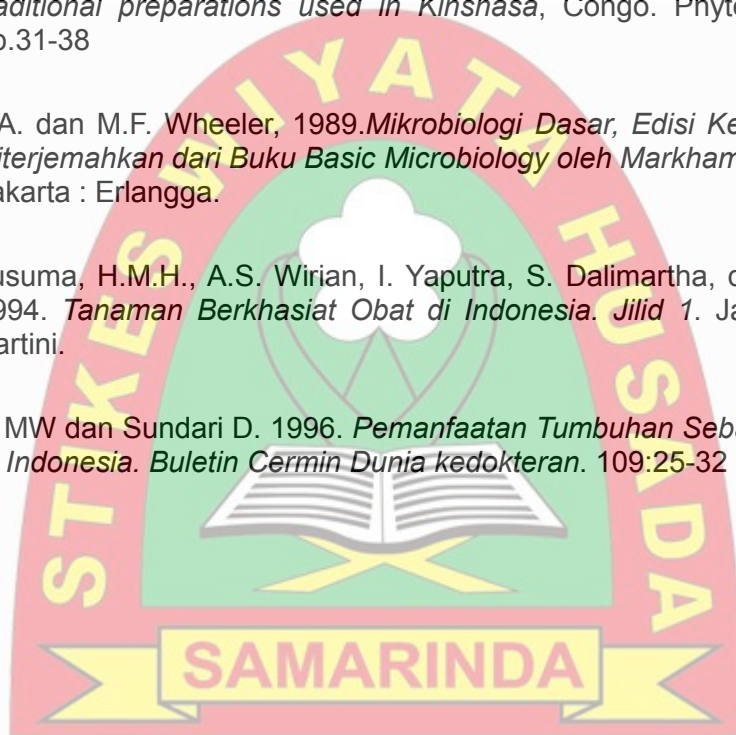 aditional preparations used in Kinshasa, Congo. Phyto
p.31-38
A. dan M.F. Wheeler, 1989.Mikrobiologi Dasar, Edisi Ke
iterjemahkan dari Buku Basic Microbiology oleh Markham
akarta : Erlangga.
usuma, H.M.H., A.S. Wirian, I. Yaputra, S. Dalimartha, d
994. Tanaman Berkhasiat Obat di Indonesia. Jilid 1. Ja
artini.
MW dan Sundari D. 1996. Pemanfaatan Tumbuhan Seba
Indonesia. Buletin Cermin Dunia kedokteran. 109:25-32
STIKES WIYATA HUSADA
SAMARINDA